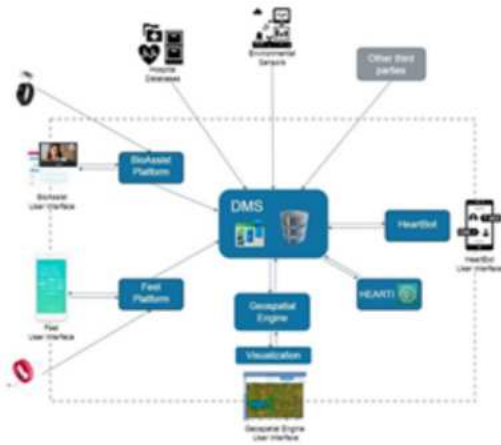 Hospital
Databases
Environmental
Sensors
Other third
parties
BioAssist
Platform
BioAssist
User Interface
DMS
HeartBot
HeartBot
User Interface
Feel
Platform
Feel
User Interface
HEARTI
Geospatial
Engine
Visualization
Geospatial Engine
User Interface